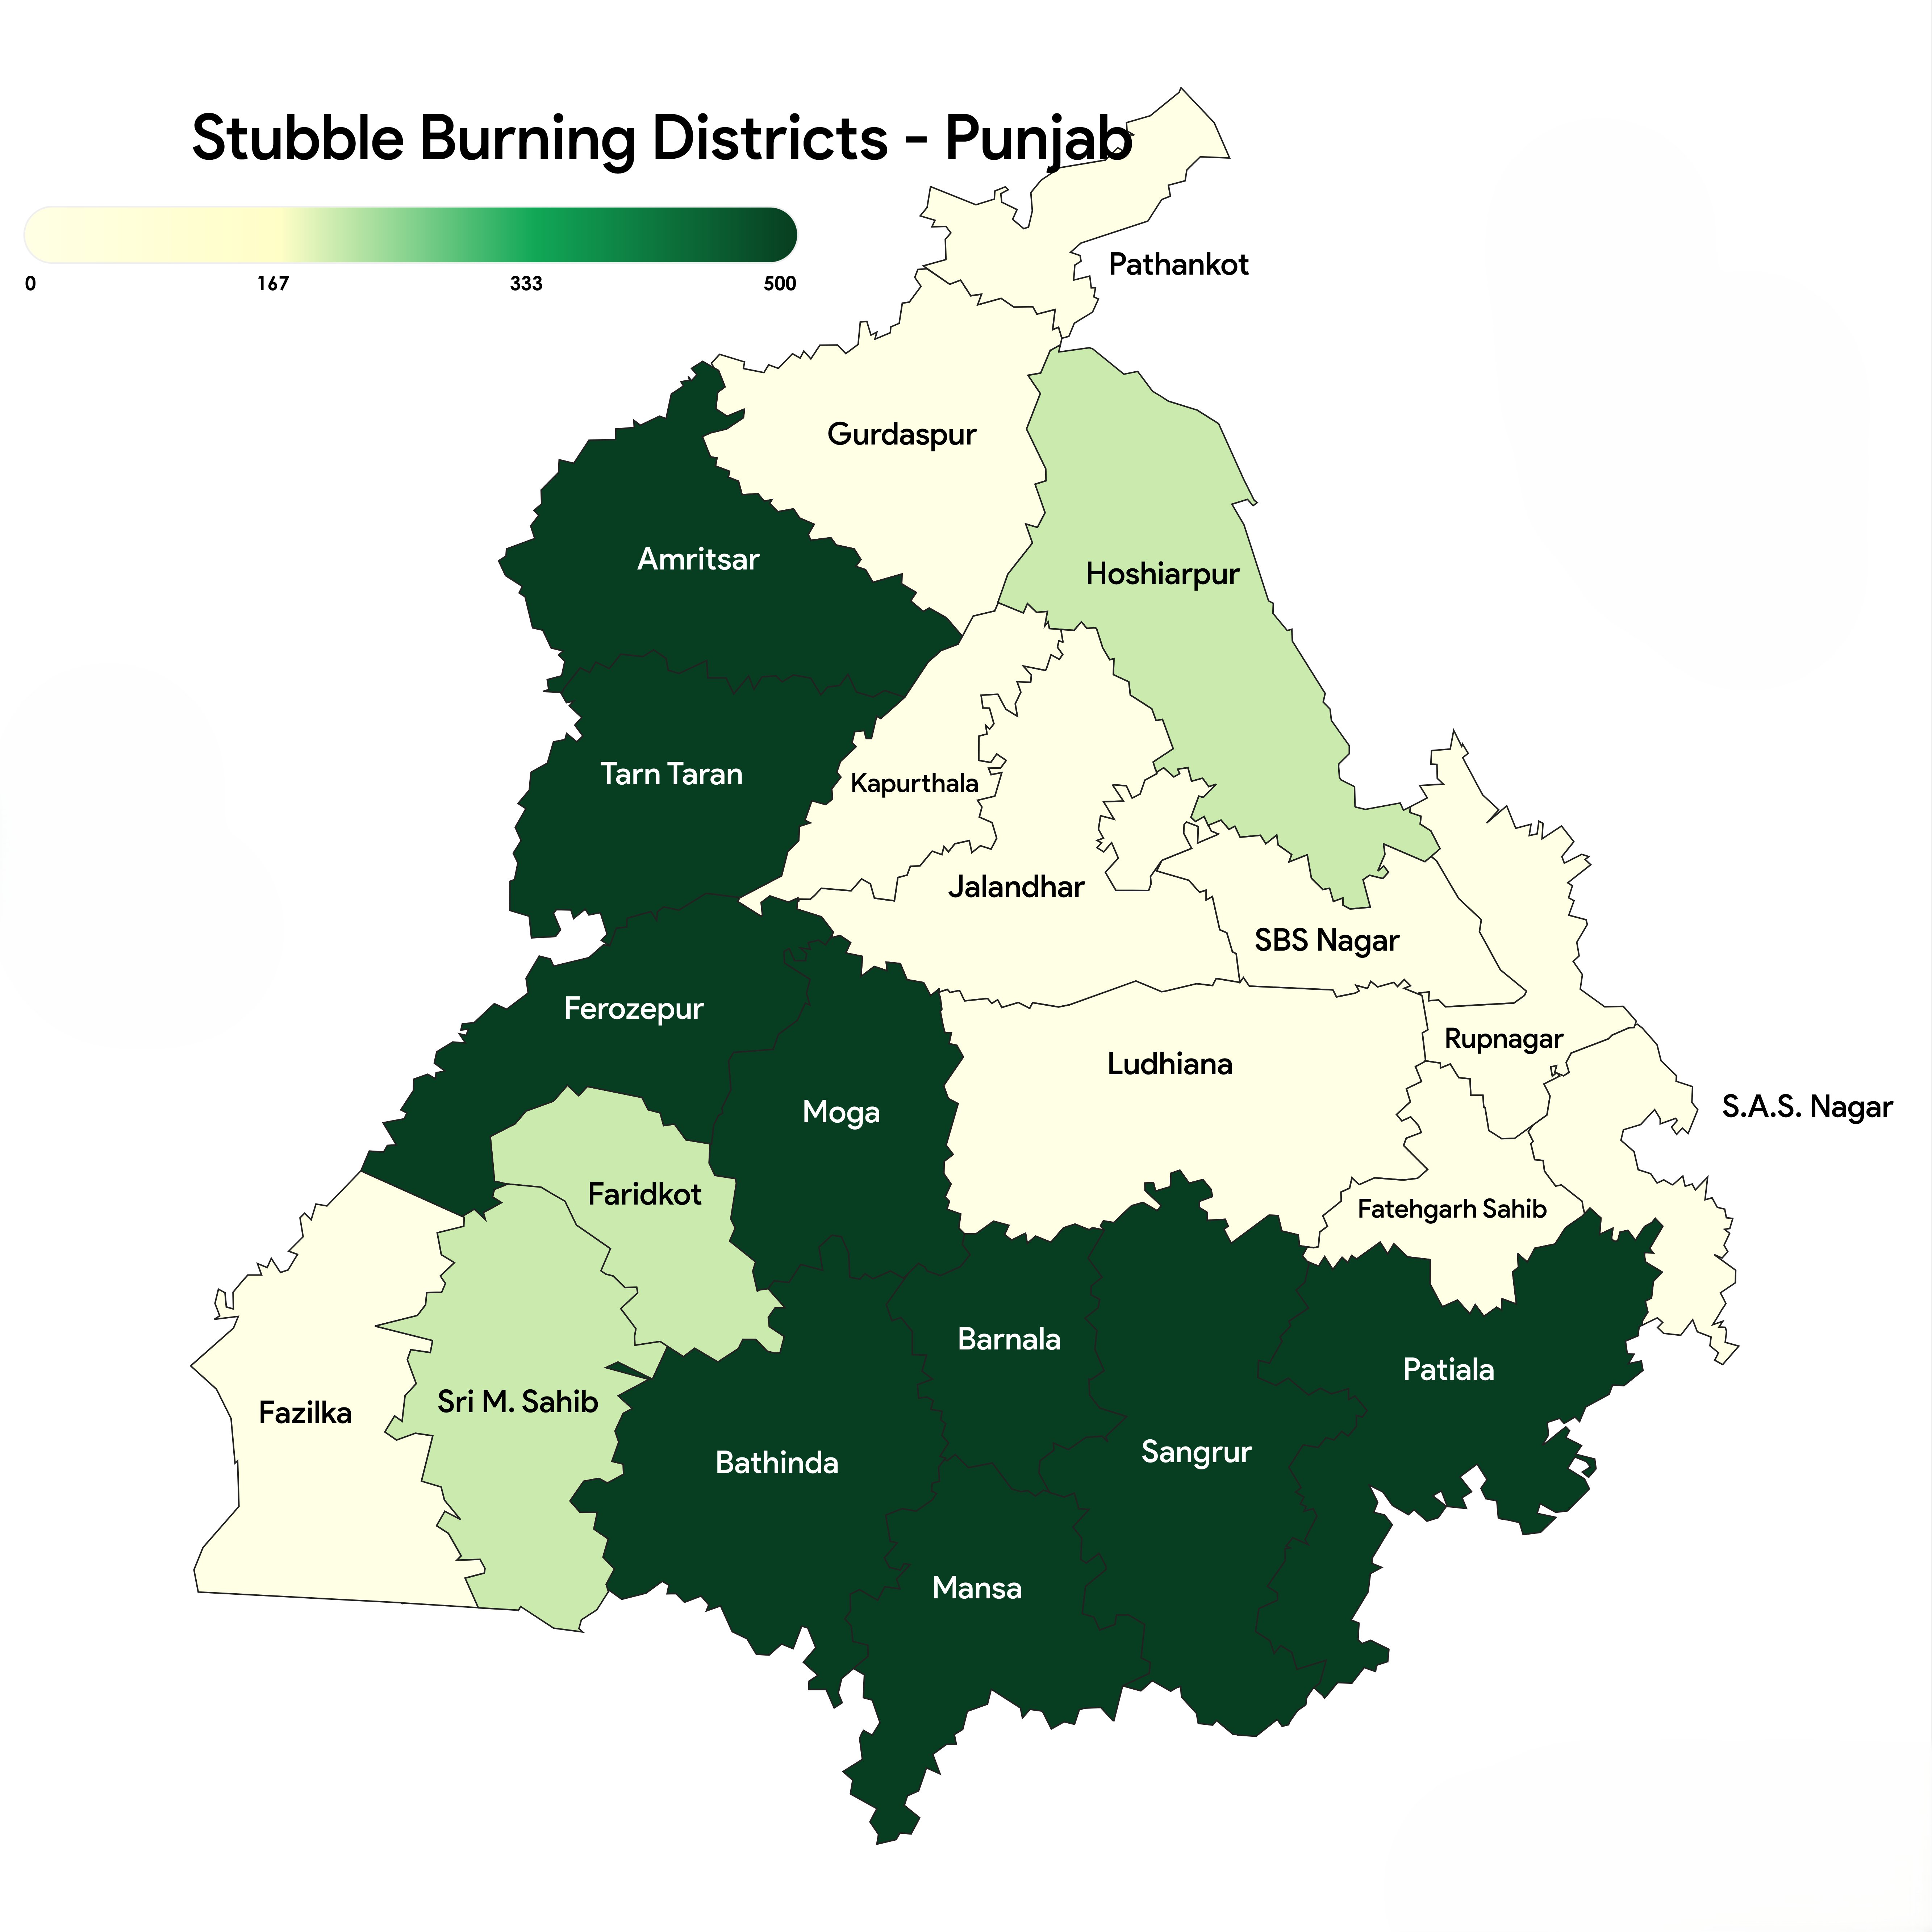 Stubble Burning Districts - Punjab
0 167 333 500
Pathankot
Gurdaspur
Amritsar
Hoshiarpur
Tarn Taran
Kapurthala
Jalandhar
SBS Nagar
Ferozepur
Rupnagar
Ludhiana
S.A.S. Nagar
Moga
Faridkot
Fatehgarh Sahib
Barnala
Patiala
Sri M. Sahib
Fazilka
Sangrur
Bathinda
Mansa